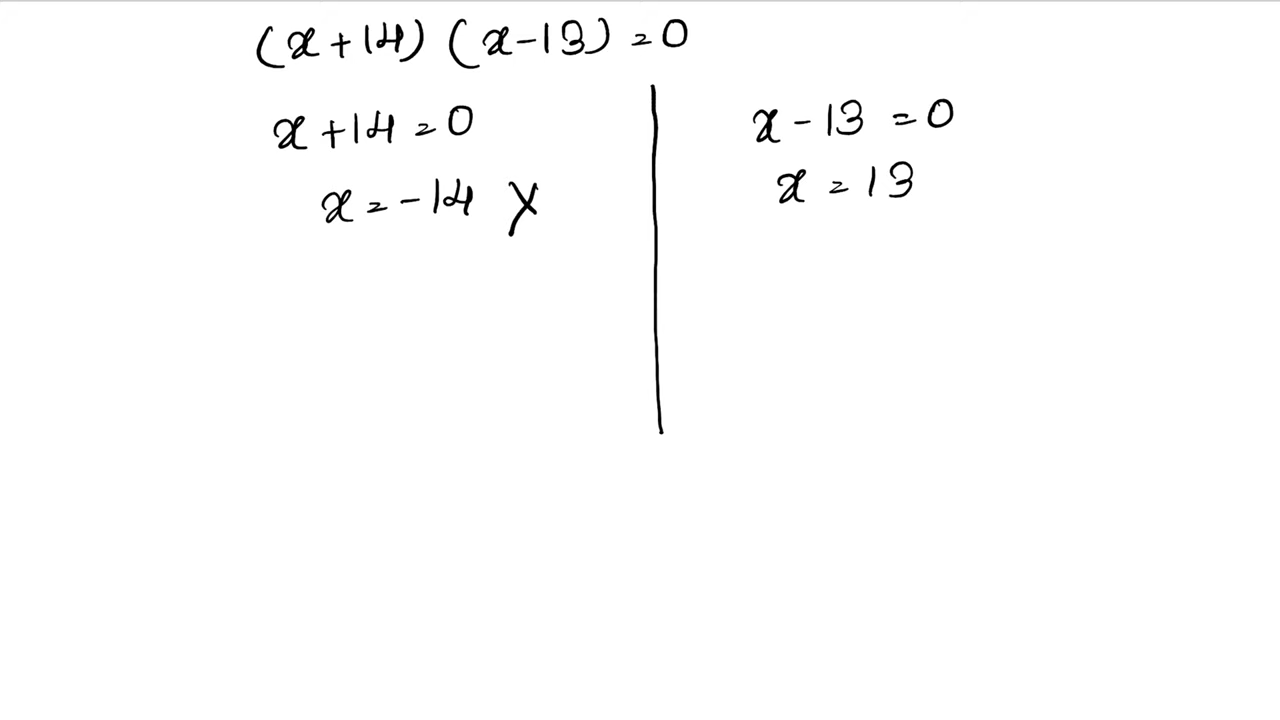 (x+14) (x-13) = 0
x+14 = 0
x = -14 X
x - 13 = 0
x = 13